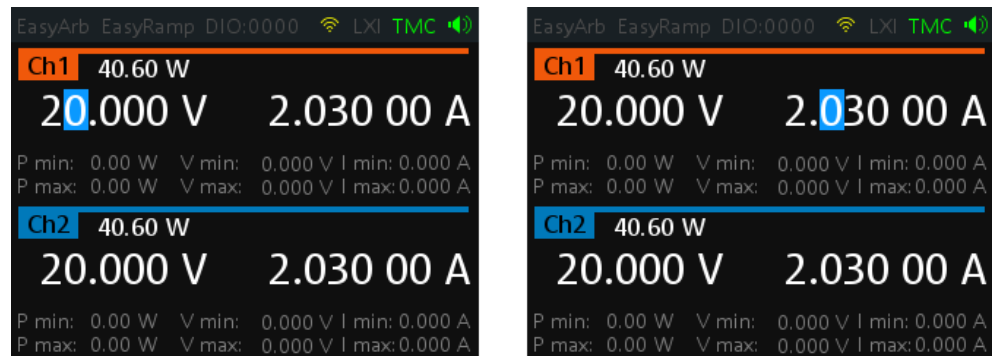 EasyArb EasyRamp DIO:0000 LXI TMC
Ch1 40.60 W
20.000 V 2.030 00 A
P min: 0.00 W V min: 0.000 V I min: 0.000 A
P max: 0.00 W V max: 0.000 V I max: 0.000 A
Ch2 40.60 W
20.000 V 2.030 00 A
P min: 0.00 W V min: 0.000 V I min: 0.000 A
P max: 0.00 W V max: 0.000 V I max: 0.000 A
EasyArb EasyRamp DIO:0000 LXI TMC
Ch1 40.60 W
20.000 V 2.030 00 A
P min: 0.00 W V min: 0.000 V I min: 0.000 A
P max: 0.00 W V max: 0.000 V I max: 0.000 A
Ch2 40.60 W
20.000 V 2.030 00 A
P min: 0.00 W V min: 0.000 V I min: 0.000 A
P max: 0.00 W V max: 0.000 V I max: 0.000 A